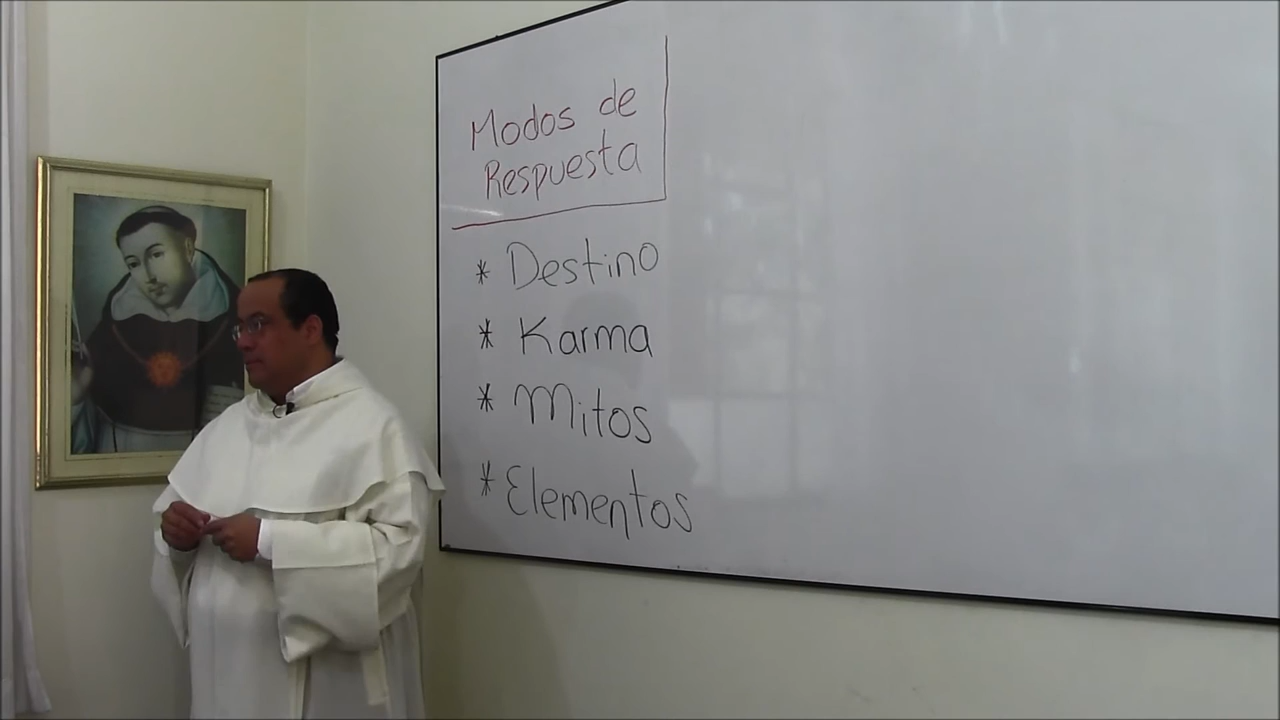 Modos de
Respuesta
* Destino
* Karma
* Mitos
* Elementos